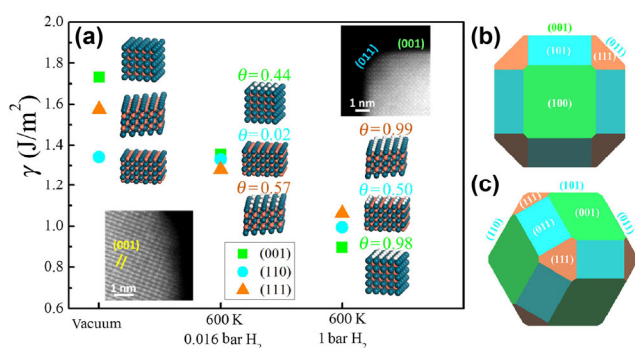 (a)
γ (J/m²)
2.0
1.8
1.6
1.4
1.2
1.0
0.8
0.6
Vacuum
600 K
0.016 bar H₂
600 K
1 bar H₂
θ=0.44
θ=0.02
θ=0.57
θ=0.99
θ=0.50
θ=0.98
(001)
1 nm
(011)
(001)
1 nm
(001)
(110)
(111)
(b)
(001)
(011)
(101)
(111)
(100)
(c)
(101)
(111)
(001)
(011)
(110)
(011)
(111)